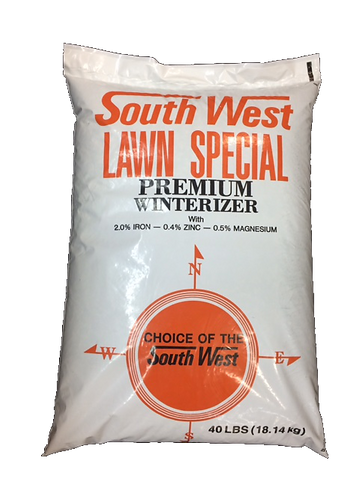 South West
LAWN SPECIAL
PREMIUM
WINTERIZER
With
2.0% IRON — 0.4% ZINC — 0.5% MAGNESIUM
N
CHOICE OF THE
W South West E
S
40 LBS (18.14 kg)